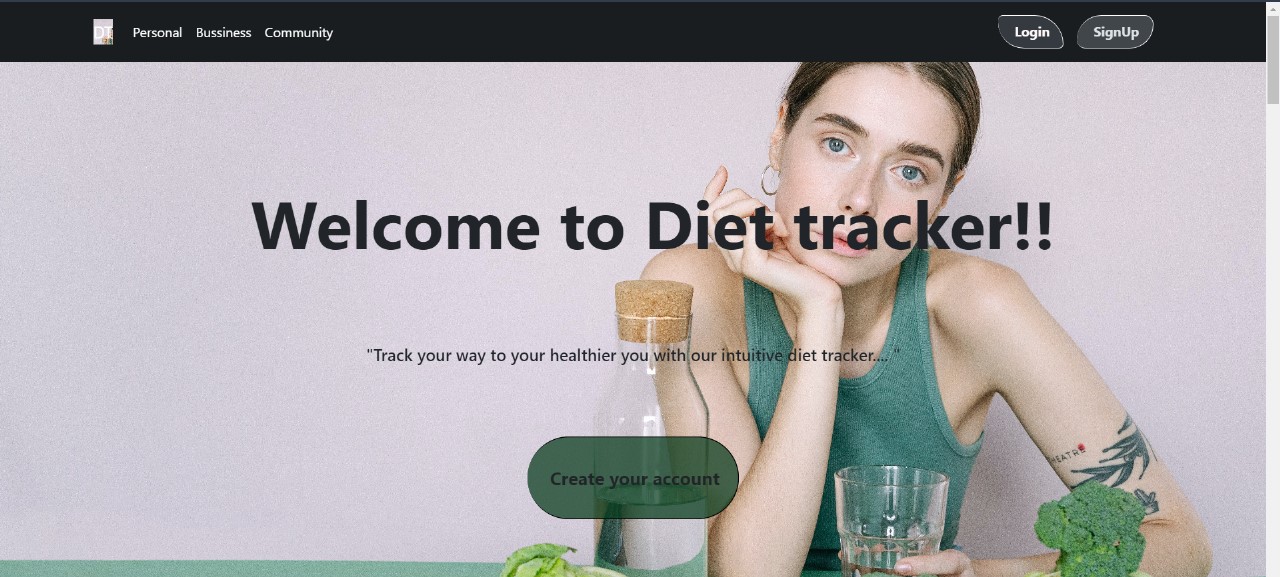 DT
Personal
Bussiness
Community
Login
SignUp
Welcome to Diet tracker!!
"Track your way to your healthier you with our intuitive diet tracker.... "
Create your account
THEATRE